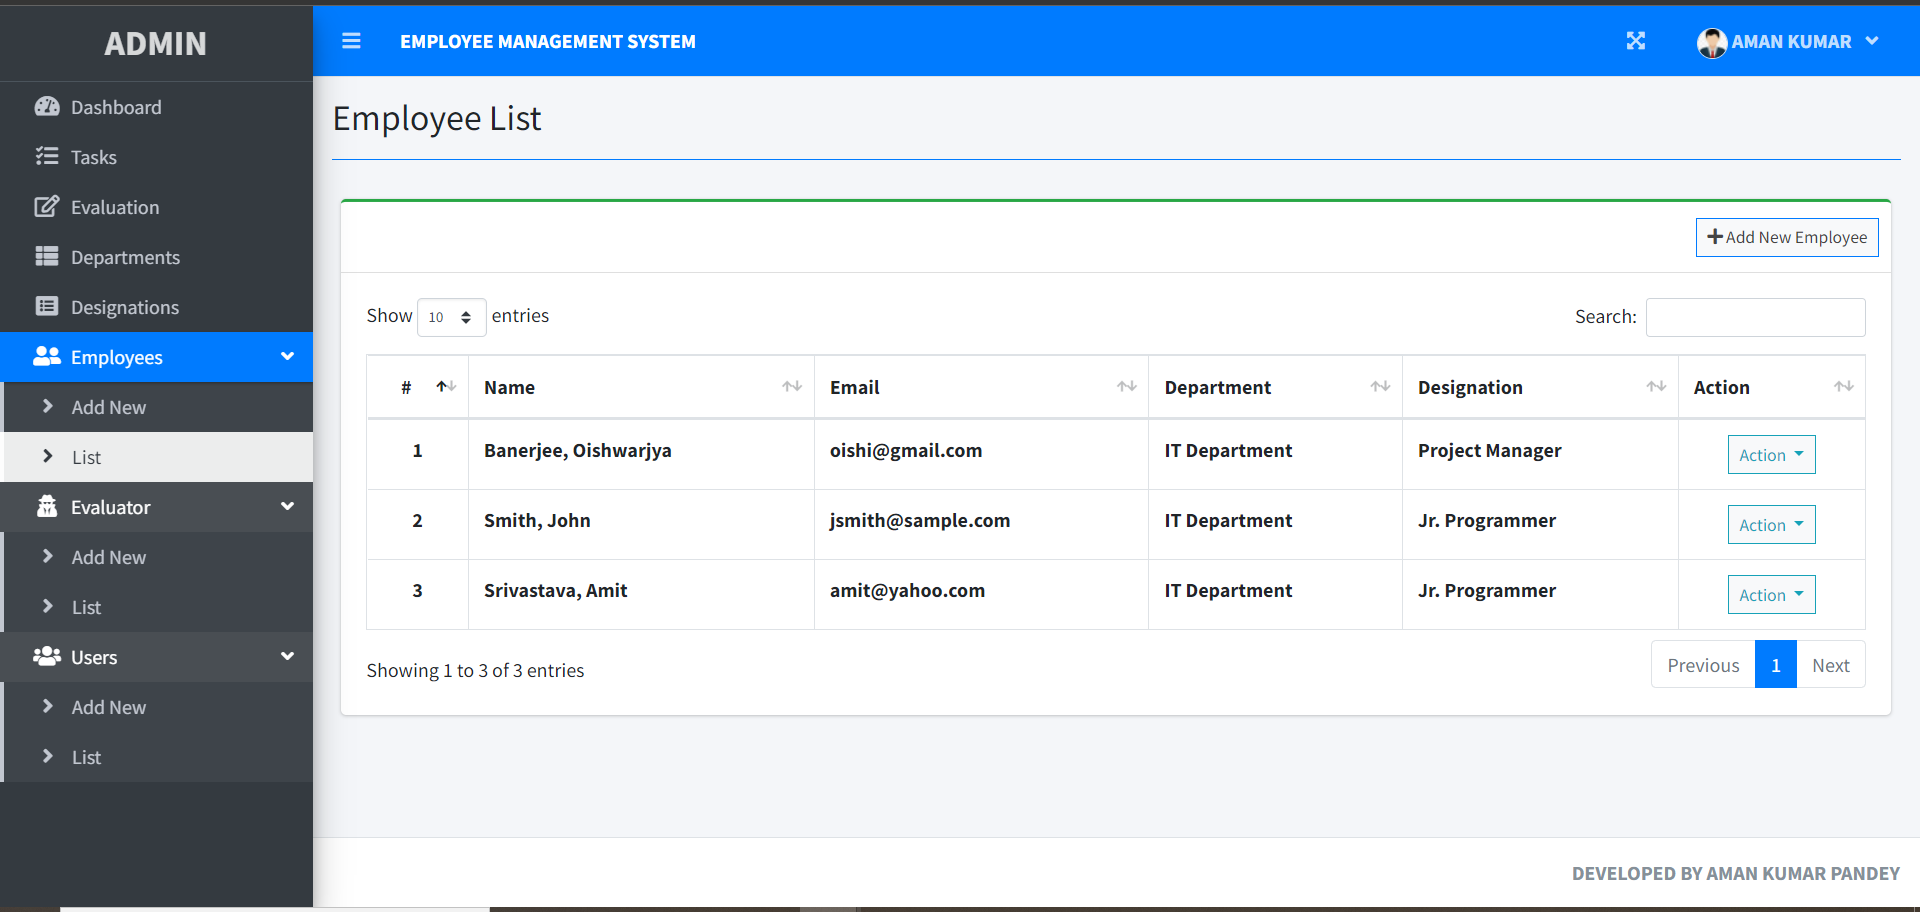 ADMIN
EMPLOYEE MANAGEMENT SYSTEM
AMAN KUMAR
Dashboard
Tasks
Evaluation
Departments
Designations
Employees
Add New
List
Evaluator
Add New
List
Users
Add New
List
Employee List
Add New Employee
Show 10 entries
Search:
# Name Email Department Designation Action
1 Banerjee, Oishwarjya oishi@gmail.com IT Department Project Manager Action
2 Smith, John jsmith@sample.com IT Department Jr. Programmer Action
3 Srivastava, Amit amit@yahoo.com IT Department Jr. Programmer Action
Showing 1 to 3 of 3 entries
Previous 1 Next
DEVELOPED BY AMAN KUMAR PANDEY